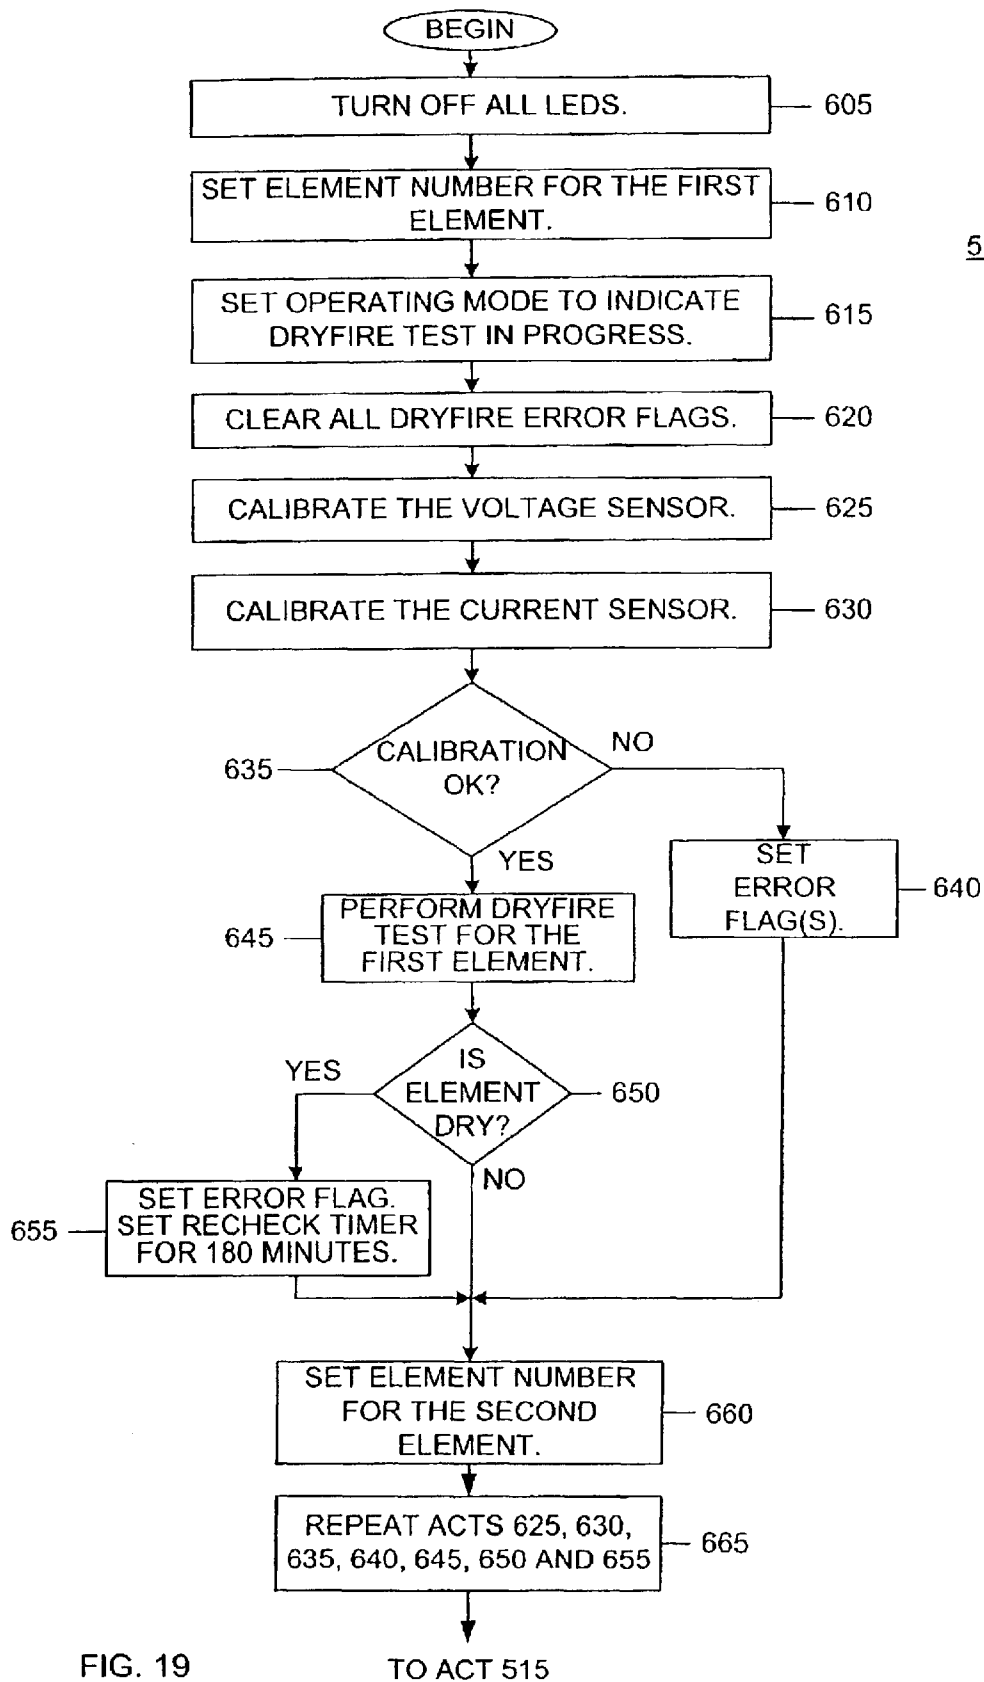 BEGIN
TURN OFF ALL LEDS.
605
SET ELEMENT NUMBER FOR THE FIRST
ELEMENT.
610
5
SET OPERATING MODE TO INDICATE
DRYFIRE TEST IN PROGRESS.
615
CLEAR ALL DRYFIRE ERROR FLAGS.
620
CALIBRATE THE VOLTAGE SENSOR.
625
CALIBRATE THE CURRENT SENSOR.
630
CALIBRATION
OK?
635
NO
YES
SET
ERROR
FLAG(S).
640
PERFORM DRYFIRE
TEST FOR THE
FIRST ELEMENT.
645
IS
ELEMENT
DRY?
650
YES
NO
SET ERROR FLAG.
SET RECHECK TIMER
FOR 180 MINUTES.
655
SET ELEMENT NUMBER
FOR THE SECOND
ELEMENT.
660
REPEAT ACTS 625, 630,
635, 640, 645, 650 AND 655
665
FIG. 19
TO ACT 515